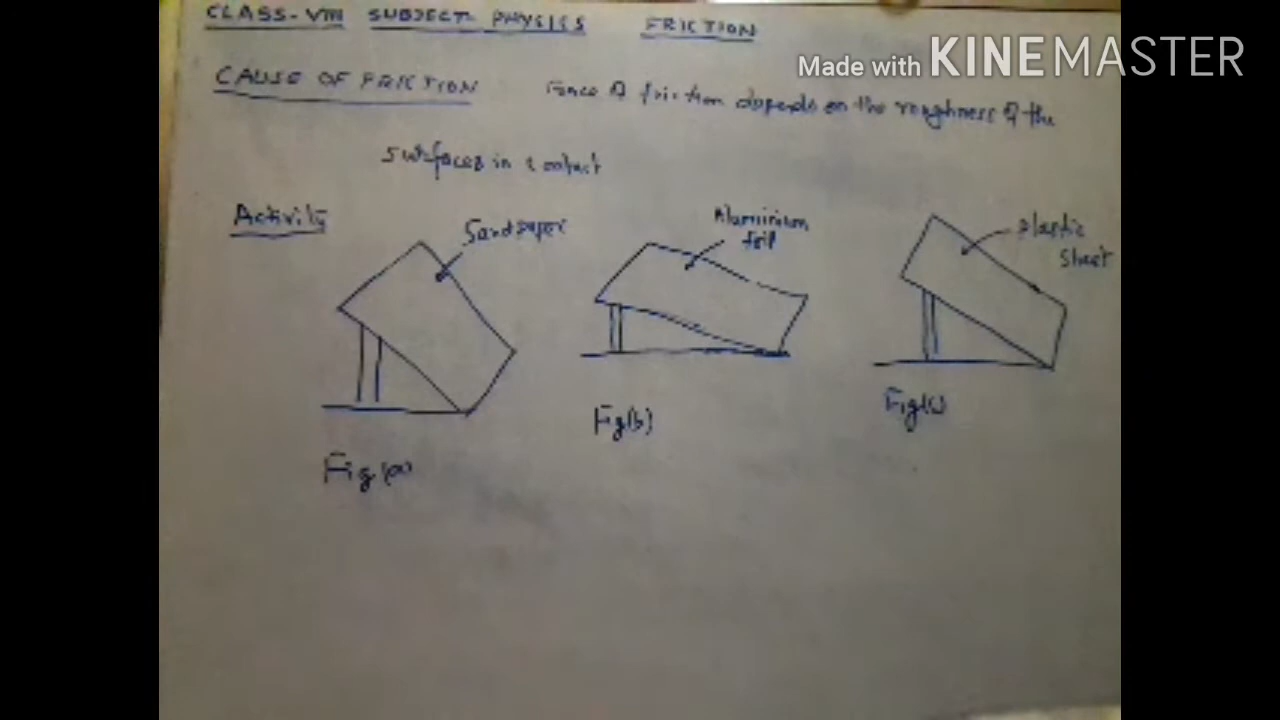 CLASS-VIII SUBJECT- PHYSICS FRICTION
Made with KINEMASTER
CAUSE OF FRICTION Force of friction depends on the roughness of the
surfaces in contact
Activity
Sandpaper
Aluminium
foil
plastic
sheet
Fig(a)
Fig(b)
Fig(c)